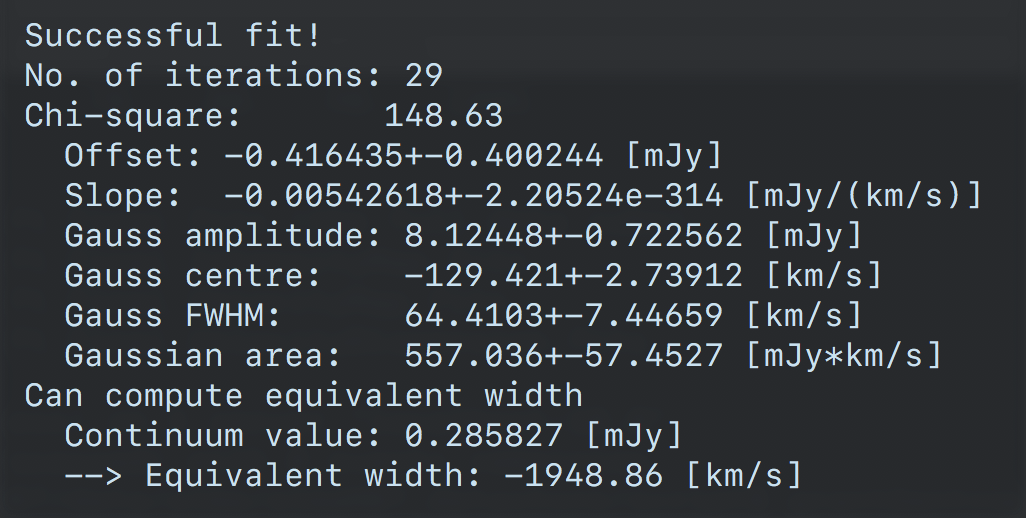 Successful fit!
No. of iterations: 29
Chi-square:       148.63
  Offset: -0.416435+-0.400244 [mJy]
  Slope:  -0.00542618+-2.20524e-314 [mJy/(km/s)]
  Gauss amplitude: 8.12448+-0.722562 [mJy]
  Gauss centre:    -129.421+-2.73912 [km/s]
  Gauss FWHM:      64.4103+-7.44659 [km/s]
  Gaussian area:   557.036+-57.4527 [mJy*km/s]
Can compute equivalent width
  Continuum value: 0.285827 [mJy]
  --> Equivalent width: -1948.86 [km/s]